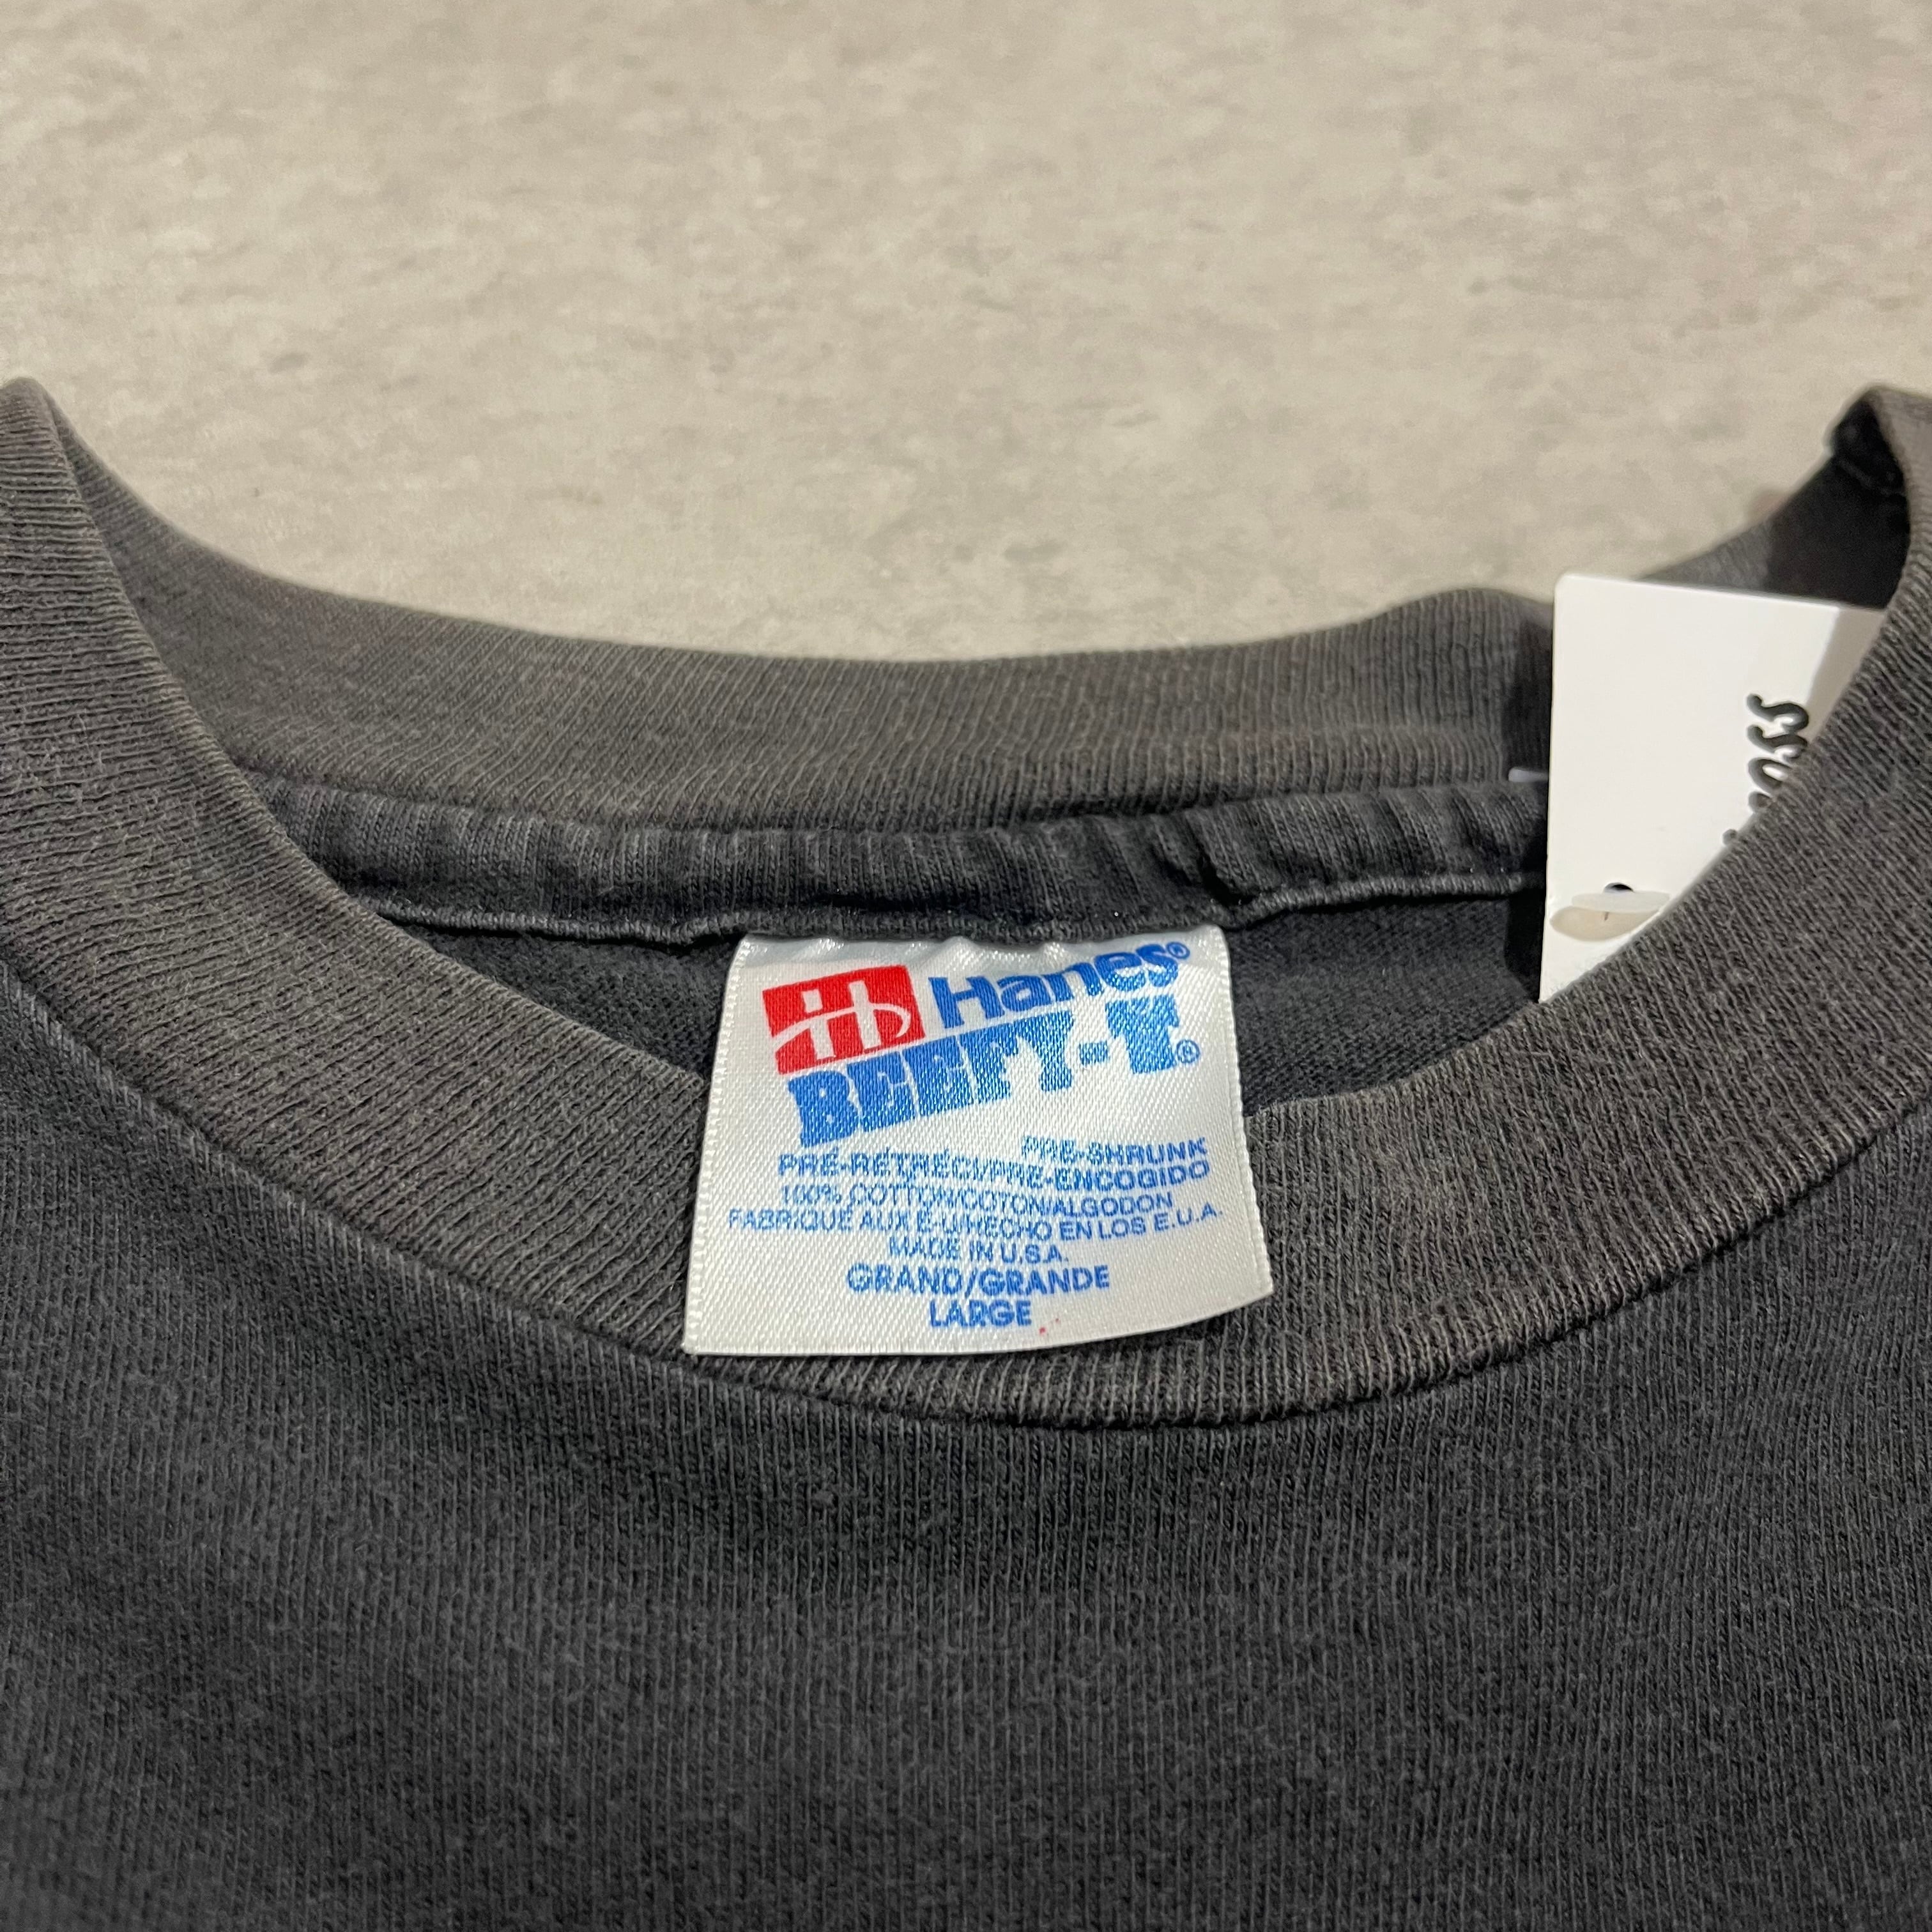 Hanes®
BEEFY-T®
PRE-SHRUNK
PRÉ-RÉTRÉCI/PRE-ENCOGIDO
100% COTTON/COTON/ALGODON
FABRIQUÉ AUX É-U/HECHO EN LOS E.U.A.
MADE IN U.S.A.
GRAND/GRANDE
LARGE